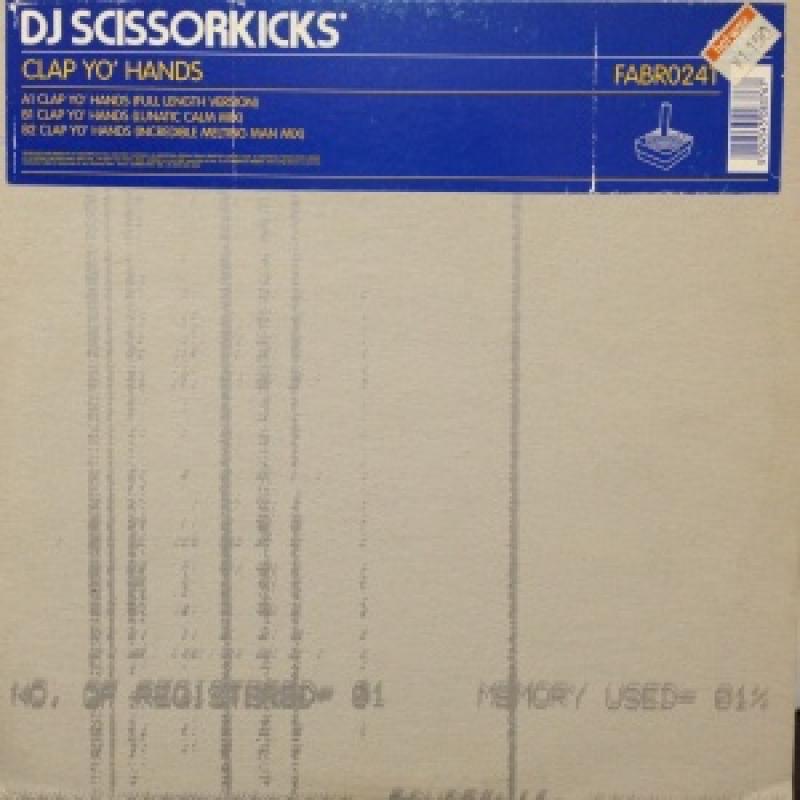 DJ SCISSORKICKS
CLAP YO' HANDS
FABR024T
A1 CLAP YO' HANDS (FULL LENGTH VERSION)
B1 CLAP YO' HANDS (LUNATIC CALM MIX)
B2 CLAP YO' HANDS (INCREDIBLE MELTING MAN MIX)
NO. OF REGISTERED= 01 MEMORY USED= 01%